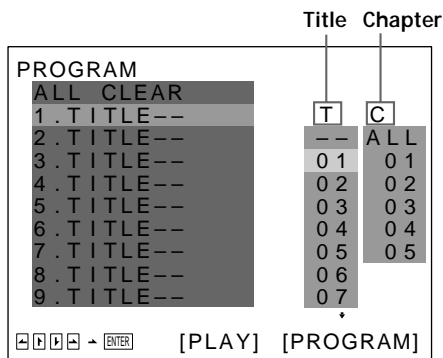 Title Chapter
PROGRAM
ALL CLEAR
1.TITLE−− T C
2.TITLE−− −− ALL
3.TITLE−− 01 01
4.TITLE−− 02 02
5.TITLE−− 03 03
6.TITLE−− 04 04
7.TITLE−− 05 05
8.TITLE−− 06
9.TITLE−− 07
ENTER [PLAY] [PROGRAM]